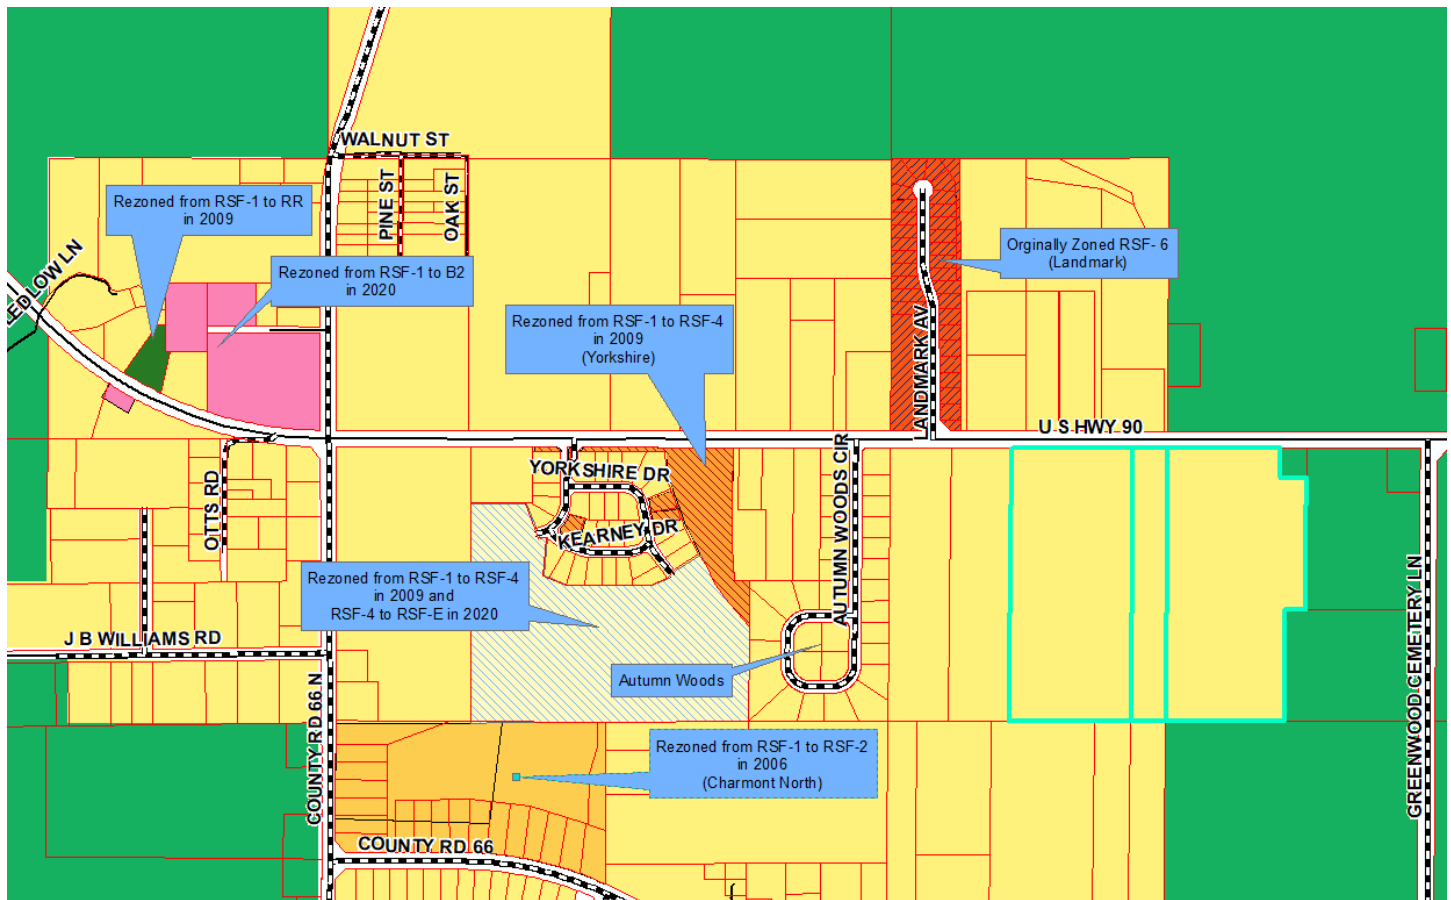 WALNUT ST
PINE ST
OAK ST
Rezoned from RSF-1 to RR
in 2009
LEDLOW LN
Rezoned from RSF-1 to B2
in 2020
Orginally Zoned RSF- 6
(Landmark)
Rezoned from RSF-1 to RSF-4
in 2009
(Yorkshire)
LANDMARK AV
U S HWY 90
YORKSHIRE DR
KEARNEY DR
AUTUMN WOODS CIR
OTTS RD
Rezoned from RSF-1 to RSF-4
in 2009 and
RSF-4 to RSF-E in 2020
J B WILLIAMS RD
Autumn Woods
COUNTY RD 66 N
GREENWOOD CEMETERY LN
Rezoned from RSF-1 to RSF-2
in 2006
(Charmont North)
COUNTY RD 66